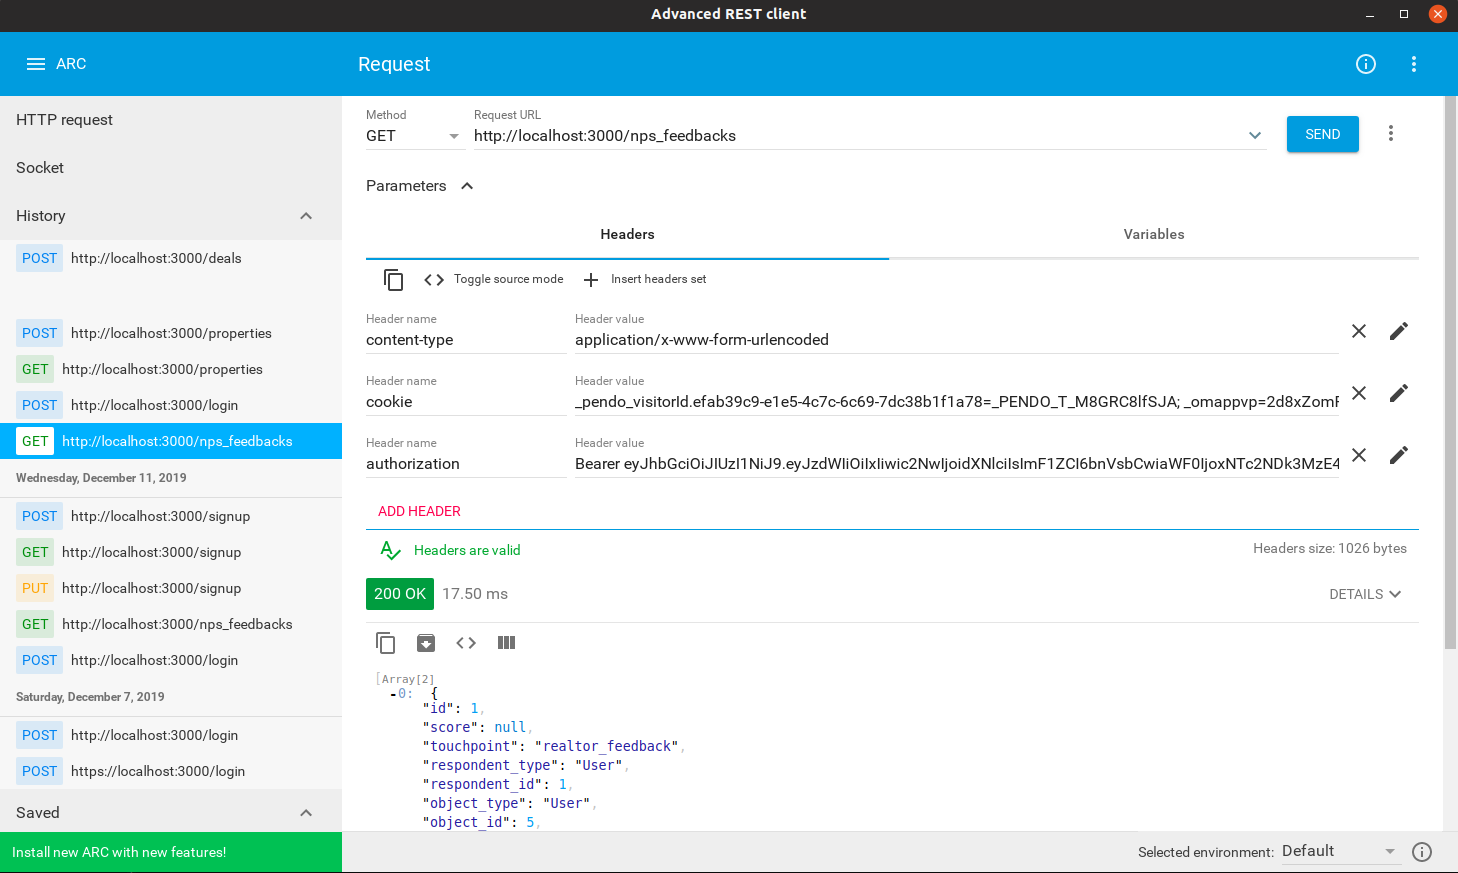 Advanced REST client
ARC
Request
HTTP request
Socket
History
POST http://localhost:3000/deals
POST http://localhost:3000/properties
GET http://localhost:3000/properties
POST http://localhost:3000/login
GET http://localhost:3000/nps_feedbacks
Wednesday, December 11, 2019
POST http://localhost:3000/signup
GET http://localhost:3000/signup
PUT http://localhost:3000/signup
GET http://localhost:3000/nps_feedbacks
POST http://localhost:3000/login
Saturday, December 7, 2019
POST http://localhost:3000/login
POST https://localhost:3000/login
Saved
Install new ARC with new features!
Method Request URL
GET http://localhost:3000/nps_feedbacks SEND
Parameters
Headers Variables
Toggle source mode Insert headers set
Header name Header value
content-type application/x-www-form-urlencoded
Header name Header value
cookie _pendo_visitorId.efab39c9-e1e5-4c7c-6c69-7dc38b1f1a78=_PENDO_T_M8GRC8lfSJA; _omappvp=2d8xZomF
Header name Header value
authorization Bearer
ADD HEADER
Headers are valid Headers size: 1026 bytes
200 OK 17.50 ms DETAILS
[Array[2]
-0: {
"id": 1,
"score": null,
"touchpoint": "realtor_feedback",
"respondent_type": "User",
"respondent_id": 1,
"object_type": "User",
"object_id": 5,
Selected environment: Default